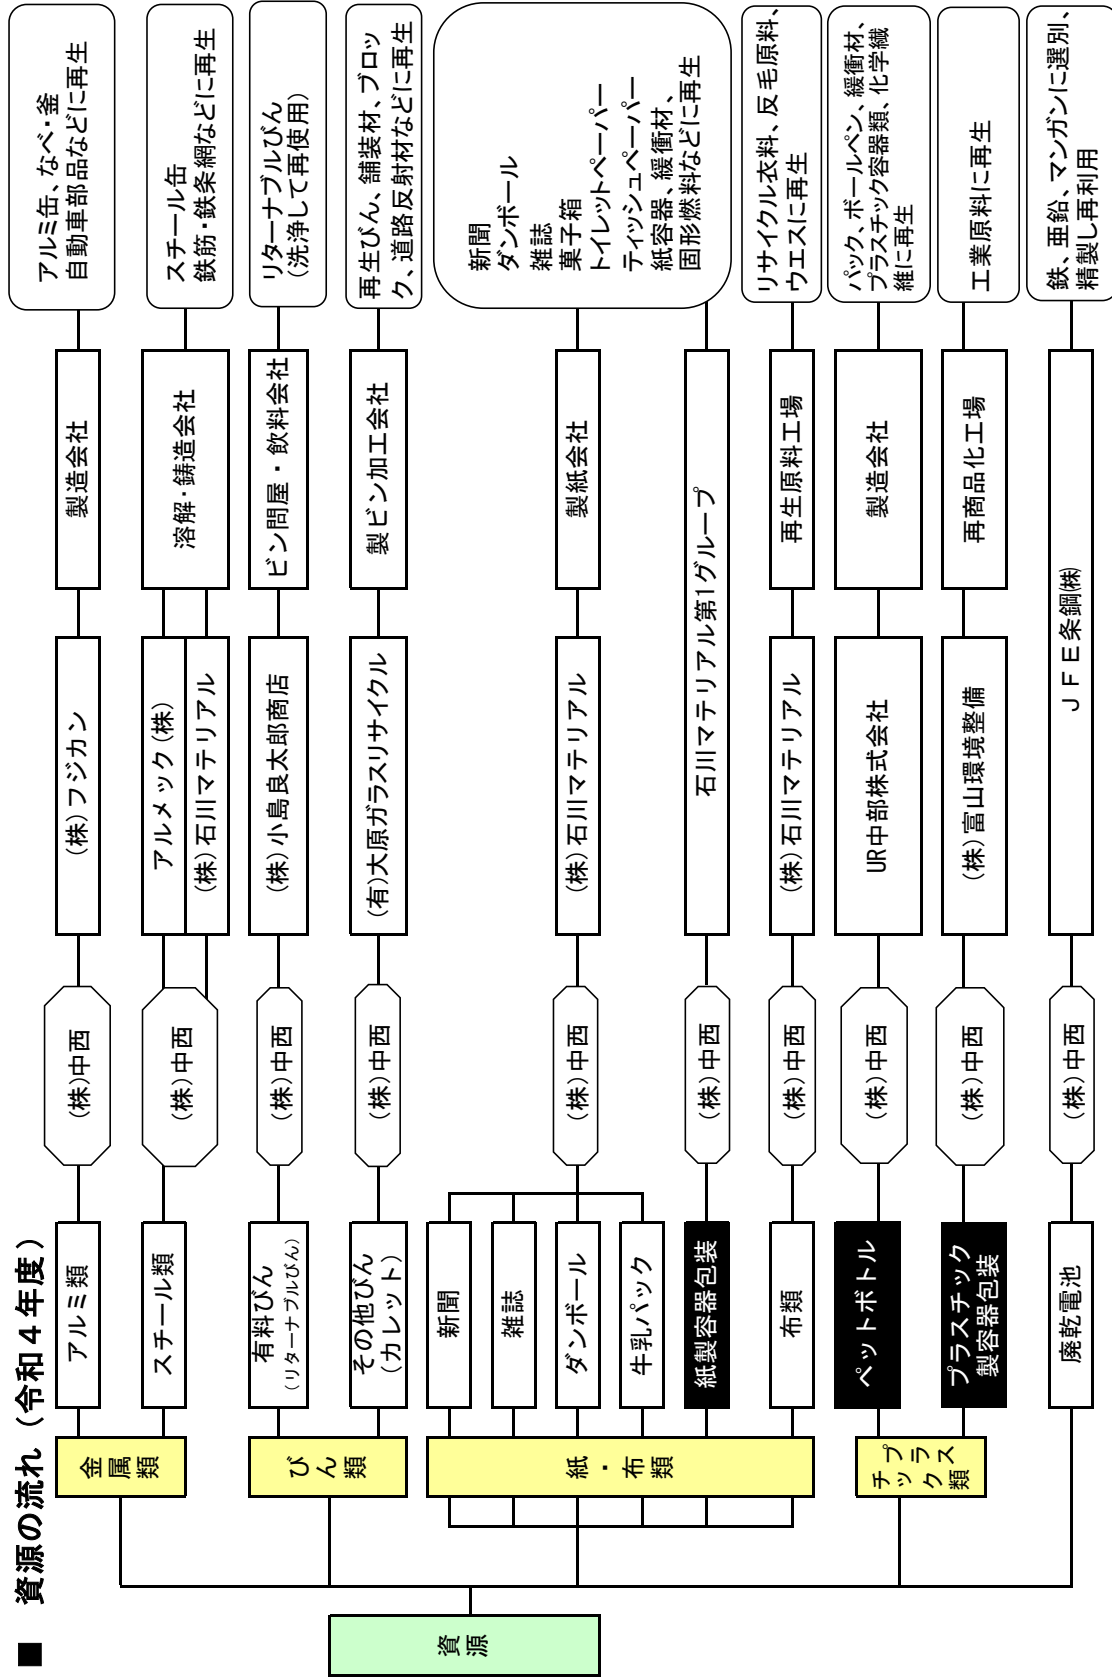 ■ 資源の流れ（令和４年度）
資源
金属類
びん類
紙・布類
プラスチックス類
アルミ類
スチール類
有料びん
（リターナブルびん）
その他びん
（カレット）
新聞
雑誌
ダンボール
牛乳パック
紙製容器包装
布類
ペットボトル
プラスチック
製容器包装
廃乾電池
（株）中西
（株）中西
（株）中西
（株）中西
（株）中西
（株）中西
（株）中西
（株）中西
（株）中西
（株）中西
（株）フジカン
アルメック（株）
（株）石川マテリアル
（株）小島良太郎商店
（有）大原ガラスリサイクル
（株）石川マテリアル
石川マテリアル第1グループ
（株）石川マテリアル
UR中部株式会社
（株）富山環境整備
ＪＦＥ条鋼㈱
製造会社
溶解・鋳造会社
ビン問屋・飲料会社
製ビン加工会社
製紙会社
再生原料工場
製造会社
再商品化工場
アルミ缶、なべ・釜
自動車部品などに再生
スチール缶
鉄筋・鉄条網などに再生
リターナブルびん
（洗浄して再使用）
再生びん、舗装材、ブロッ
ク、道路反射材などに再生
新聞
ダンボール
雑誌
菓子箱
トイレットペーパー
ティッシュペーパー
紙容器、緩衝材、
固形燃料などに再生
リサイクル衣料、反毛原料、
ウエスに再生
パック、ボールペン、緩衝材、
プラスチック容器類、化学繊
維に再生
工業原料に再生
鉄、亜鉛、マンガンに選別、
精製し再利用